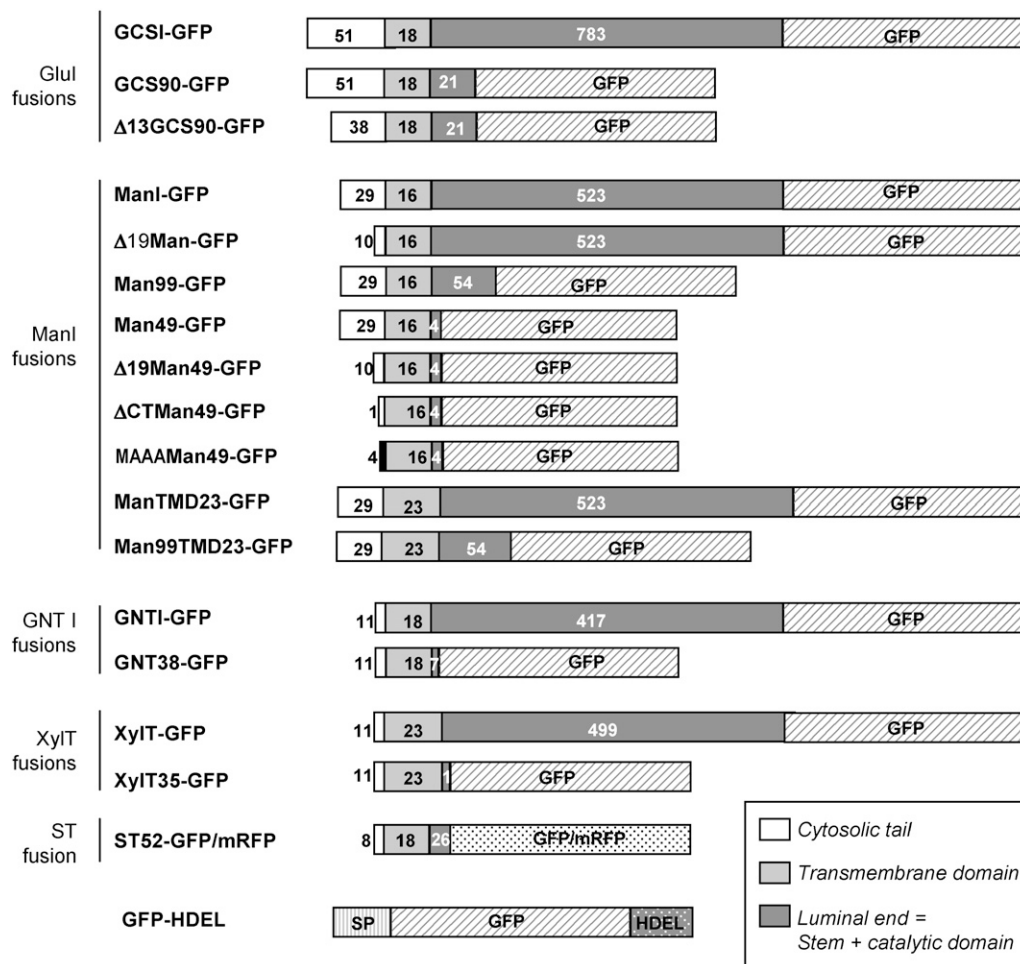 GCSI-GFP 51 18 783 GFP
GluI
fusions
GCS90-GFP 51 18 21 GFP
Δ13GCS90-GFP 38 18 21 GFP
ManI-GFP 29 16 523 GFP
Δ19Man-GFP 10 16 523 GFP
Man99-GFP 29 16 54 GFP
ManI
fusions
Man49-GFP 29 16 4 GFP
Δ19Man49-GFP 10 16 4 GFP
ΔCTMan49-GFP 1 16 4 GFP
MAAAMan49-GFP 4 16 4 GFP
ManTMD23-GFP 29 23 523 GFP
Man99TMD23-GFP 29 23 54 GFP
GNT I
fusions
GNTI-GFP 11 18 417 GFP
GNT38-GFP 11 18 7 GFP
XylT
fusions
XylT-GFP 11 23 499 GFP
XylT35-GFP 11 23 1 GFP
ST
fusion
ST52-GFP/mRFP 8 18 26 GFP/mRFP
GFP-HDEL SP GFP HDEL
Cytosolic tail
Transmembrane domain
Luminal end =
Stem + catalytic domain